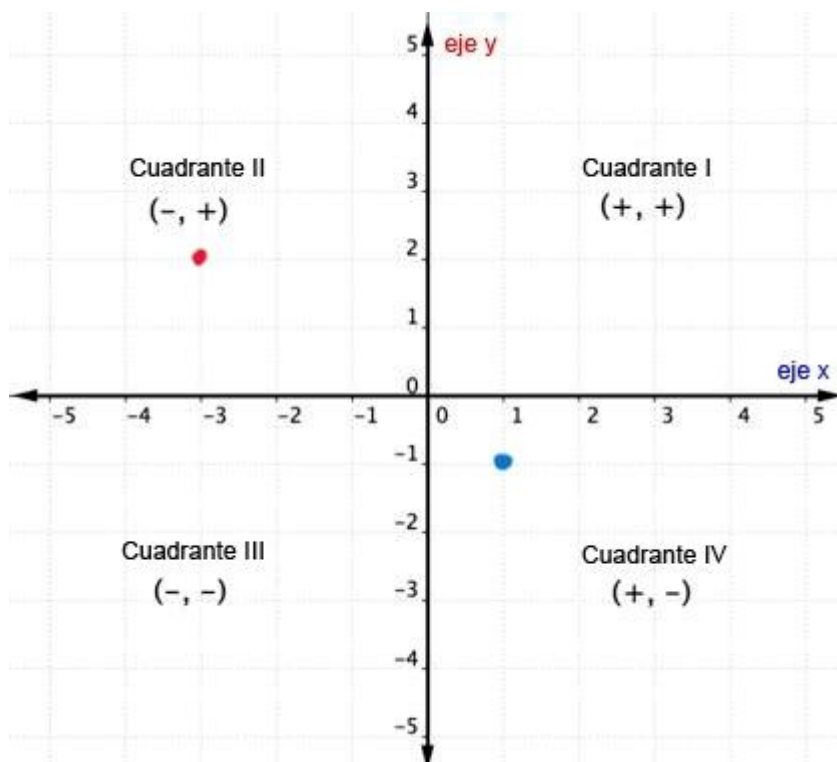 5
eje y
4
Cuadrante II
Cuadrante I
3
(–, +)
(+, +)
2
1
eje x
0
-5 -4 -3 -2 -1 0 1 2 3 4 5
-1
-2
Cuadrante III
Cuadrante IV
-3
(–, –)
(+, –)
-4
-5